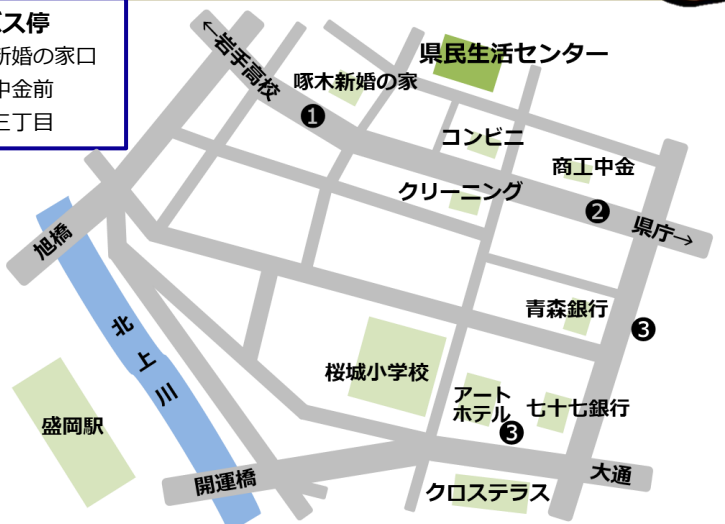 ス停
新婚の家口
中金前
三丁目
←岩手高校
県民生活センター
啄木新婚の家
❶
コンビニ
商工中金
クリーニング
❷
県庁→
旭橋
青森銀行
❸
北上川
桜城小学校
アート
ホテル
七十七銀行
❸
盛岡駅
開運橋
大通
クロステラス